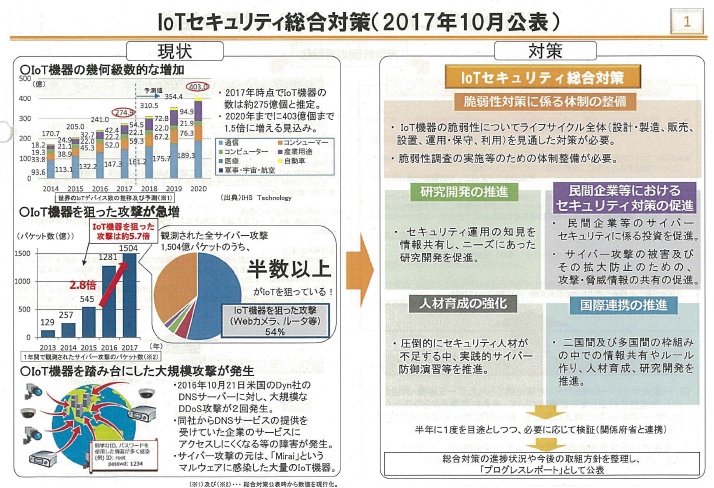 IoTセキュリティ総合対策（2017年10月公表）
1
現状
〇IoT機器の幾何級数的な増加
(億)
予測値
500
400
300
200
100
0
170.7
205.0
241.0
274.9
310.5
354.4
403.0
18.2
19.3
33.8
93.6
24.9
21.1
38.9
113.1
32.7
22.0
45.3
132.2
42.4
147.3
54.5
161.2
72.8
175.7
94.9
76.3
189.3
2014 2015 2016 2017 2018 2019 2020
世界のIoTデバイス数の推移及び予測(※1)
・2017年時点でIoT機器の
数は約275億個と推定。
・2020年までに403億個まで
1.5倍に増える見込み。
通信
コンシューマー
コンピューター
産業用途
医療
自動車
軍事・宇宙・航空
(出典)IHS Technology
〇IoT機器を狙った攻撃が急増
(パケット数(億))
IoT機器を狙った
攻撃は約5.7倍
1500
1000
500
0
129
257
545
1281
1504
2.8倍
2013 2014 2015 2016 2017 (年)
1年間で観測されたサイバー攻撃のパケット数(※2)
観測された全サイバー攻撃
1,504億パケットのうち、
半数以上
がIoTを狙っている!
IoT機器を狙った攻撃
(Webカメラ、ルータ等)
54%
〇IoT機器を踏み台にした大規模攻撃が発生
簡単なID、パスワードを
使用した機器が多く感染
(例) ID: root
passwd: 1234
・2016年10月21日米国のDyn社の
DNSサーバーに対し、大規模な
DDoS攻撃が2回発生。
・同社からDNSサービスの提供を
受けていた企業のサービスに
アクセスしにくくなる等の障害が発生。
・サイバー攻撃の元は、「Mirai」という
マルウェアに感染した大量のIoT機器。
(※1)及び(※2)・・・総合対策公表時から数値を現行化。
対策
IoTセキュリティ総合対策
脆弱性対策に係る体制の整備
・IoT機器の脆弱性についてライフサイクル全体(設計・製造、販売、
設置、運用・保守、利用)を見通した対策が必要。
・脆弱性調査の実施等のための体制整備が必要。
研究開発の推進
・セキュリティ運用の知見を
情報共有し、ニーズにあった
研究開発を促進。
民間企業等における
セキュリティ対策の促進
・民間企業等のサイバー
セキュリティに係る投資を促進。
・サイバー攻撃の被害及び
その拡大防止のための、
攻撃・脅威情報の共有の促進。
人材育成の強化
・圧倒的にセキュリティ人材が
不足する中、実践的サイバー
防御演習等を推進。
国際連携の推進
・二国間及び多国間の枠組み
の中での情報共有やルール
作り、人材育成、研究開発を
推進。
半年に1度を目途としつつ、必要に応じて検証(関係府省と連携)
総合対策の進捗状況や今後の取組方針を整理し、
「プログレスレポート」として公表